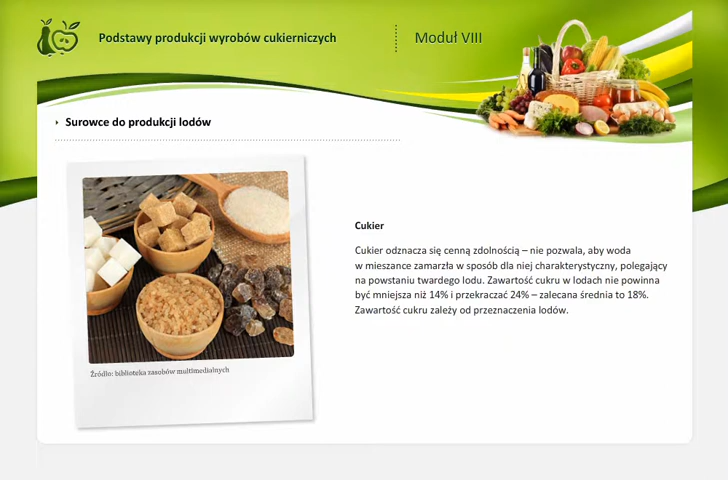 Podstawy produkcji wyrobów cukierniczych
Moduł VIII
Surowce do produkcji lodów
Cukier
Cukier odznacza się cenną zdolnością – nie pozwala, aby woda
w mieszance zamarzła w sposób dla niej charakterystyczny, polegający
na powstaniu twardego lodu. Zawartość cukru w lodach nie powinna
być mniejsza niż 14% i przekraczać 24% – zalecana średnia to 18%.
Zawartość cukru zależy od przeznaczenia lodów.
Źródło: biblioteka zasobów multimedialnych